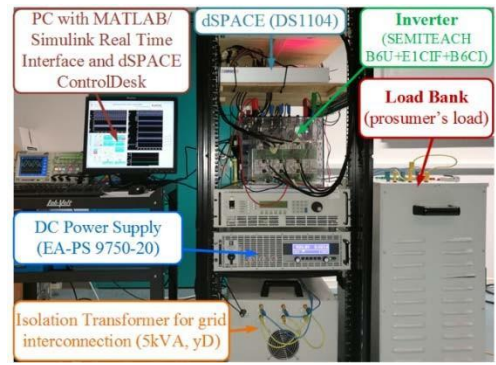 PC with MATLAB/
Simulink Real Time
Interface and dSPACE
ControlDesk
dSPACE (DS1104)
Inverter
(SEMITEACH
B6U+E1CIF+B6CI)
Load Bank
(prosumer's load)
DC Power Supply
(EA-PS 9750-20)
Isolation Transformer for grid
interconnection (5kVA, yD)